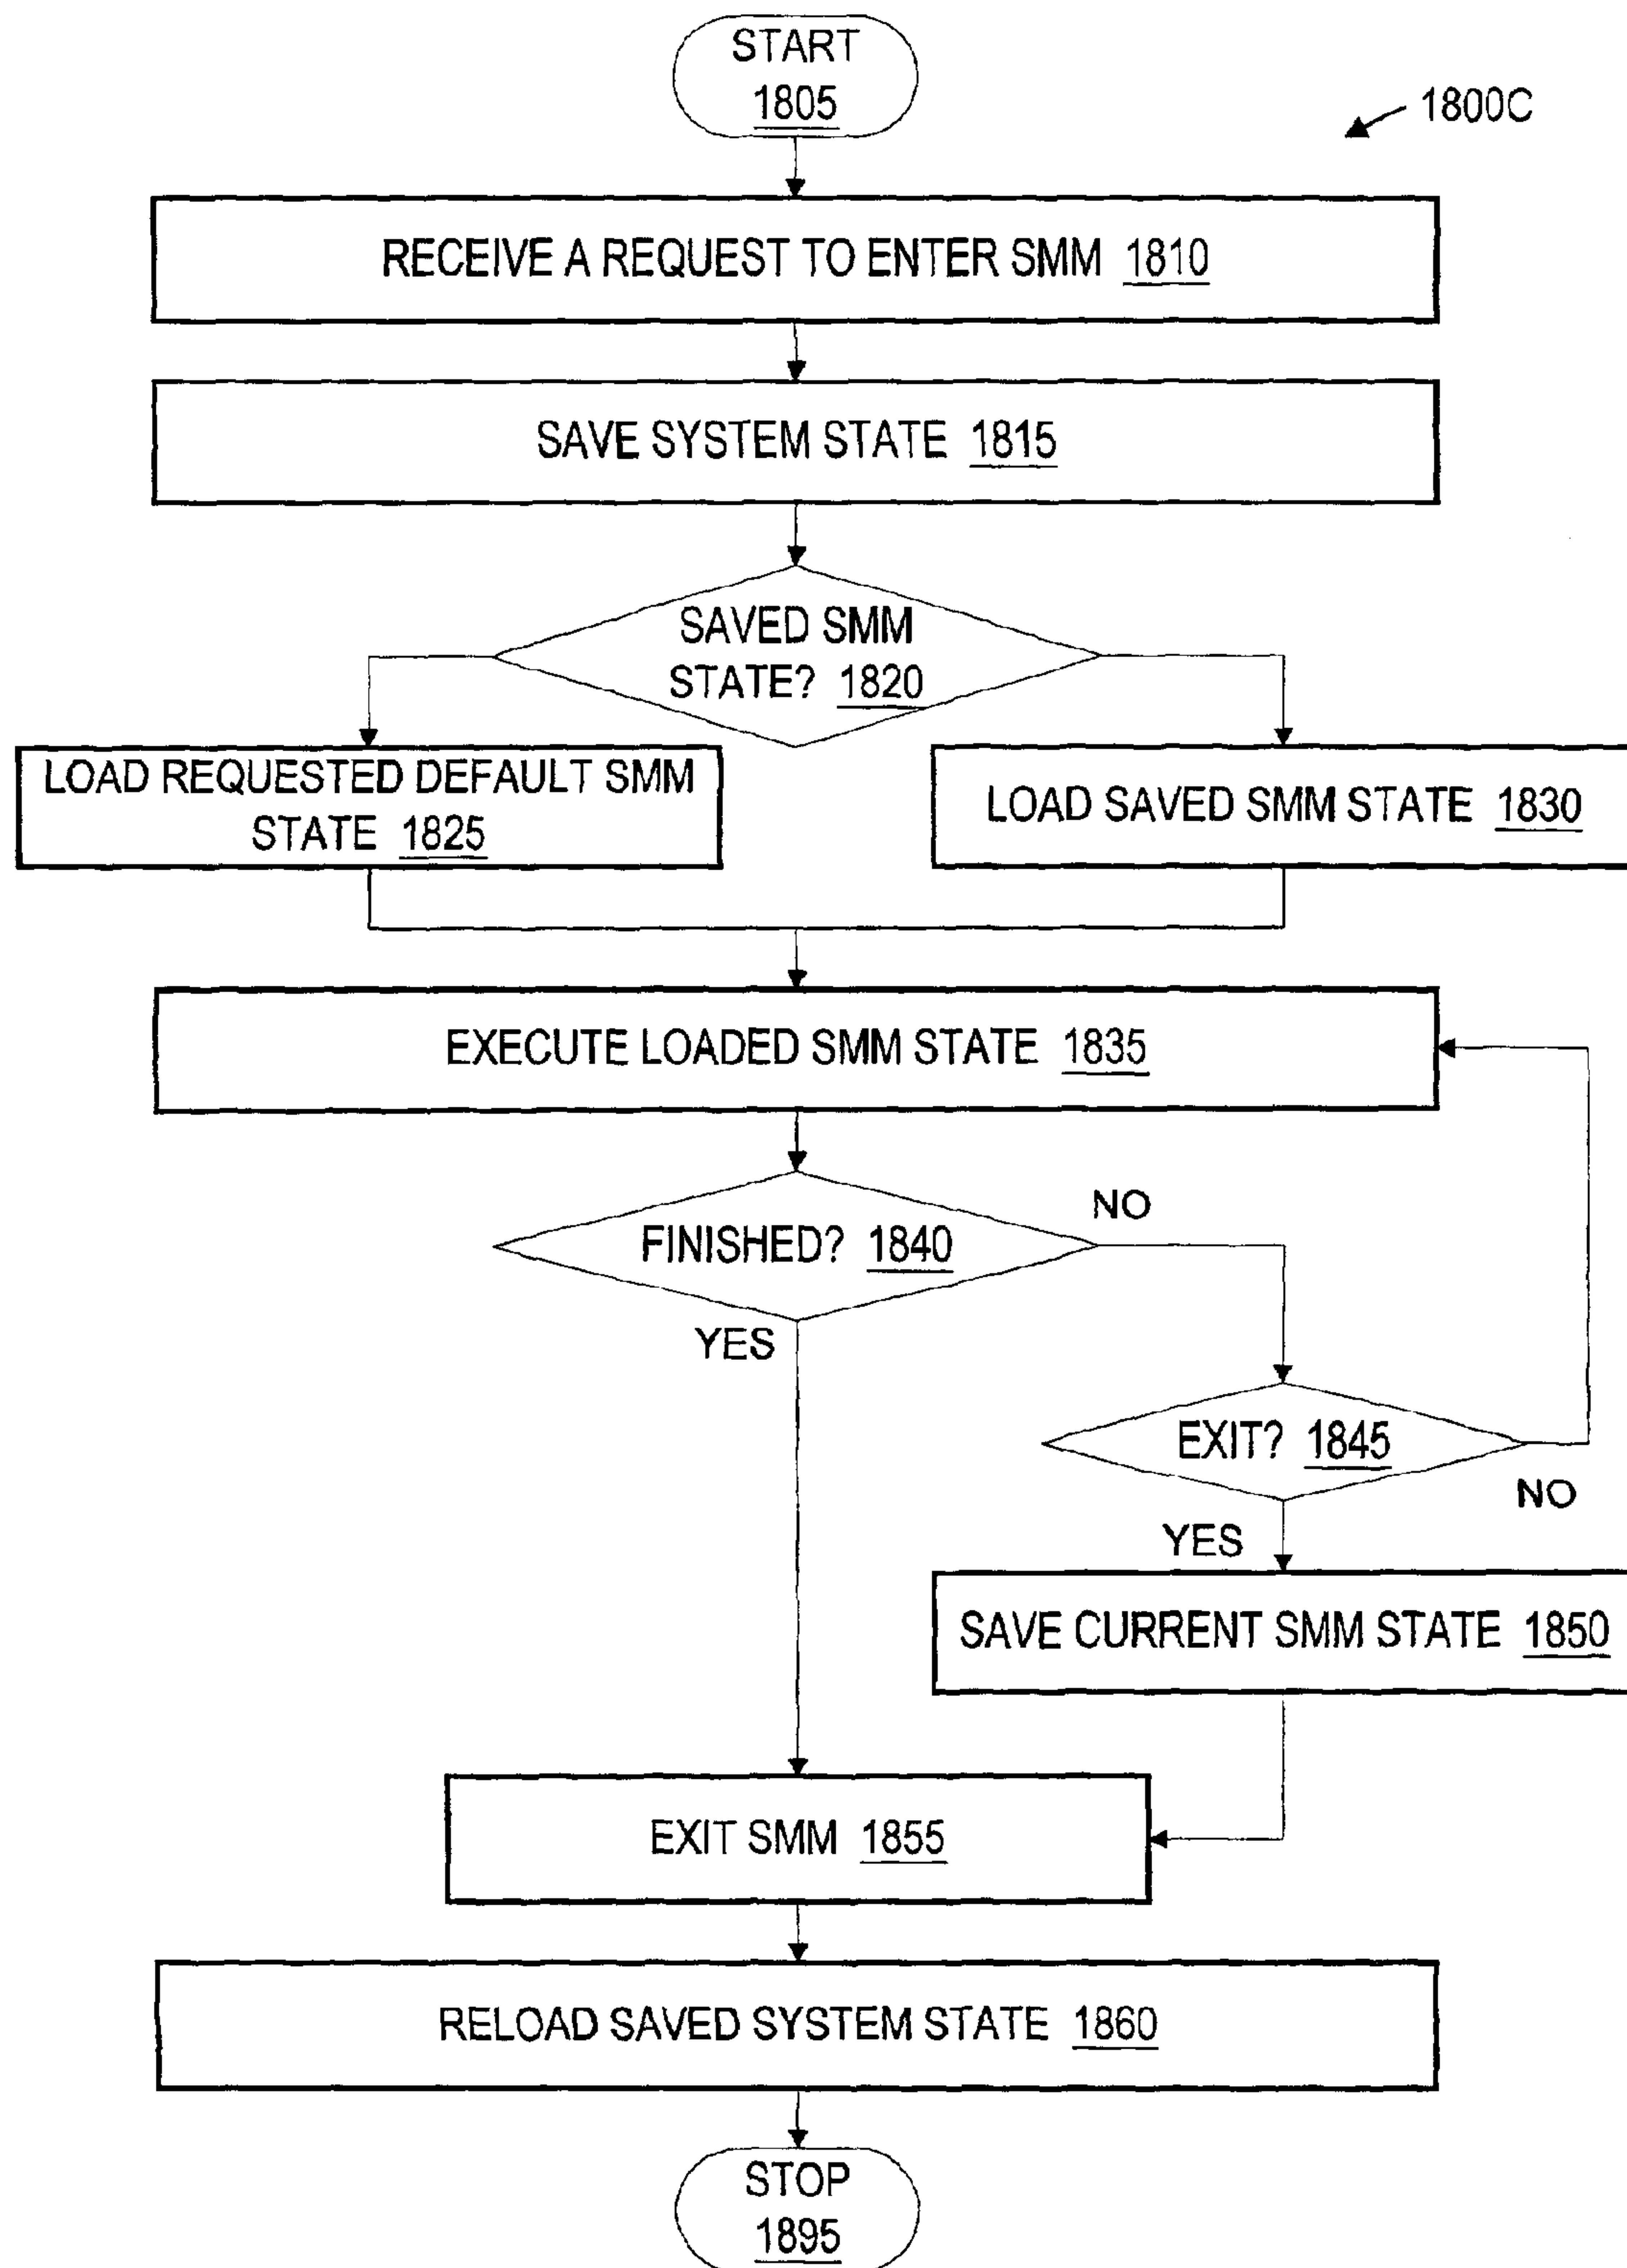 START
1805
1800C
RECEIVE A REQUEST TO ENTER SMM 1810
SAVE SYSTEM STATE 1815
SAVED SMM
STATE? 1820
LOAD REQUESTED DEFAULT SMM
STATE 1825
LOAD SAVED SMM STATE 1830
EXECUTE LOADED SMM STATE 1835
NO
FINISHED? 1840
YES
EXIT? 1845
NO
YES
SAVE CURRENT SMM STATE 1850
EXIT SMM 1855
RELOAD SAVED SYSTEM STATE 1860
STOP
1895